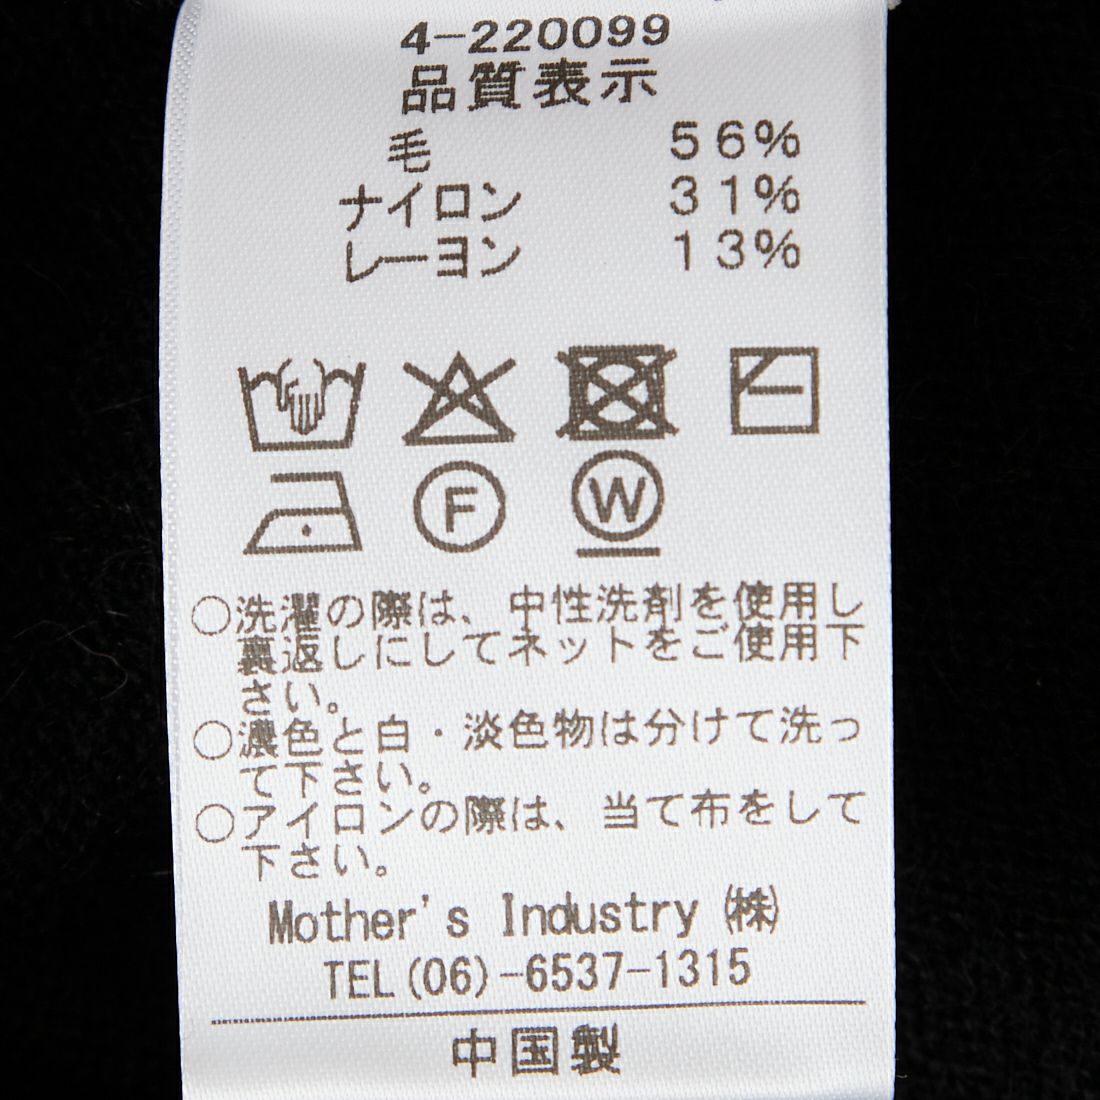 4-220099
品質表示
毛 56%
ナイロン 31%
レーヨン 13%
F W
○洗濯の際は、中性洗剤を使用し
裏返しにしてネットをご使用下
さい。
○濃色と白・淡色物は分けて洗っ
て下さい。
○アイロンの際は、当て布をして
下さい。
Mother's Industry ㈱
TEL(06)-6537-1315
中国製